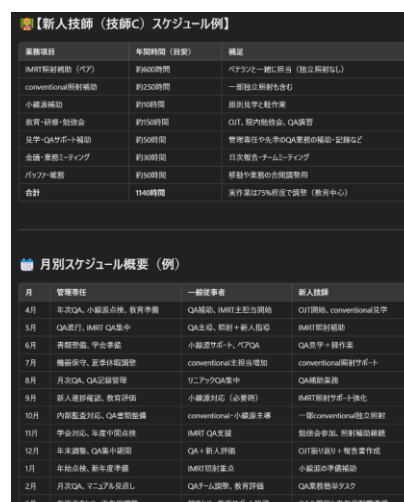 【新人技師(技師C)スケジュール例】
業務項目 年間時間(目安) 補足
IMRT照射補助(ペア) 約600時間 ベテランと一緒に担当(独立照射なし)
conventional照射補助 約250時間 一部独立照射も含む
小線源補助 約10時間 原則見学と軽作業
教育・研修・勉強会 約150時間 OJT、院内勉強会、QA講習
見学・QAサポート補助 約50時間 管理専任や先輩のQA業務の補助・記録など
会議・業務ミーティング 約30時間 日次報告・チームミーティング
バッファ・雑務 約50時間 移動や業務の合間調整用
合計 1140時間 実作業は75%程度で調整(教育中心)
月別スケジュール概要(例)
月 管理専任 一般従事者 新人技師
4月 年次QA、小線源点検、教育準備 QA補助、IMRT主担当開始 OJT開始、conventional見学
5月 QA遂行、IMRT QA集中 QA主導、照射+新人指導 IMRT照射補助
6月 書類整備、学会準備 小線源サポート、ペアQA QA見学+軽作業
7月 機器保守、夏季休暇調整 conventional主担当増加 conventional照射サポート
8月 月次QA、QA記録管理 リニアックQA集中 QA補助業務
9月 新人進捗確認、教育評価 小線源対応(必要時) IMRT照射サポート強化
10月 内部監査対応、QA書類整備 conventional・小線源主導 一部conventional独立照射
11月 学会対応、年度中間点検 IMRT QA支援 勉強会参加、照射補助継続
12月 年末調整、QA集中期間 QA+新人評価 OJT振り返り+報告書作成
1月 年始点検、新年度準備 IMRT照射重点 小線源の準備補助
2月 月次QA、マニュアル見直し QAチーム調整、教育評価 QA業務簡単タスク